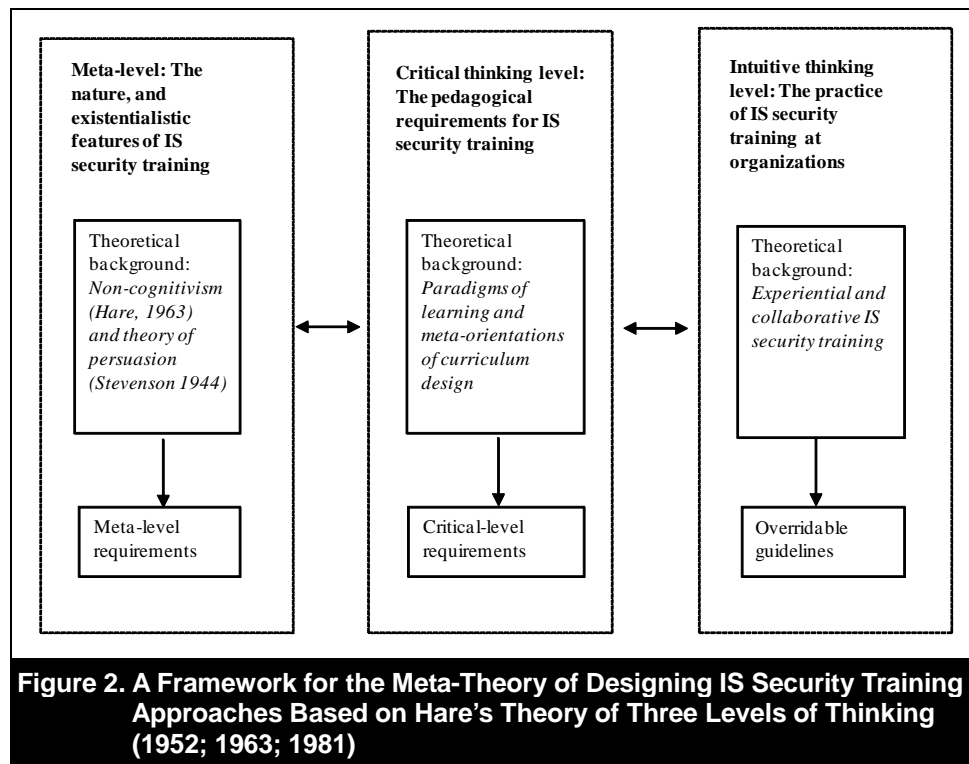 Meta-level: The
nature, and
existentialistic
features of IS
security training
Theoretical
background:
Non-cognitivism
(Hare, 1963)
and theory of
persuasion
(Stevenson 1944)
Meta-level
requirements
Critical thinking level:
The pedagogical
requirements for IS
security training
Theoretical
background:
Paradigms of
learning and
meta-orientations
of curriculum
design
Critical-level
requirements
Intuitive thinking
level: The practice
of IS security
training at
organizations
Theoretical
background:
Experiential and
collaborative IS
security training
Overridable
guidelines
Figure 2. A Framework for the Meta-Theory of Designing IS Security Training
Approaches Based on Hare's Theory of Three Levels of Thinking
(1952; 1963; 1981)